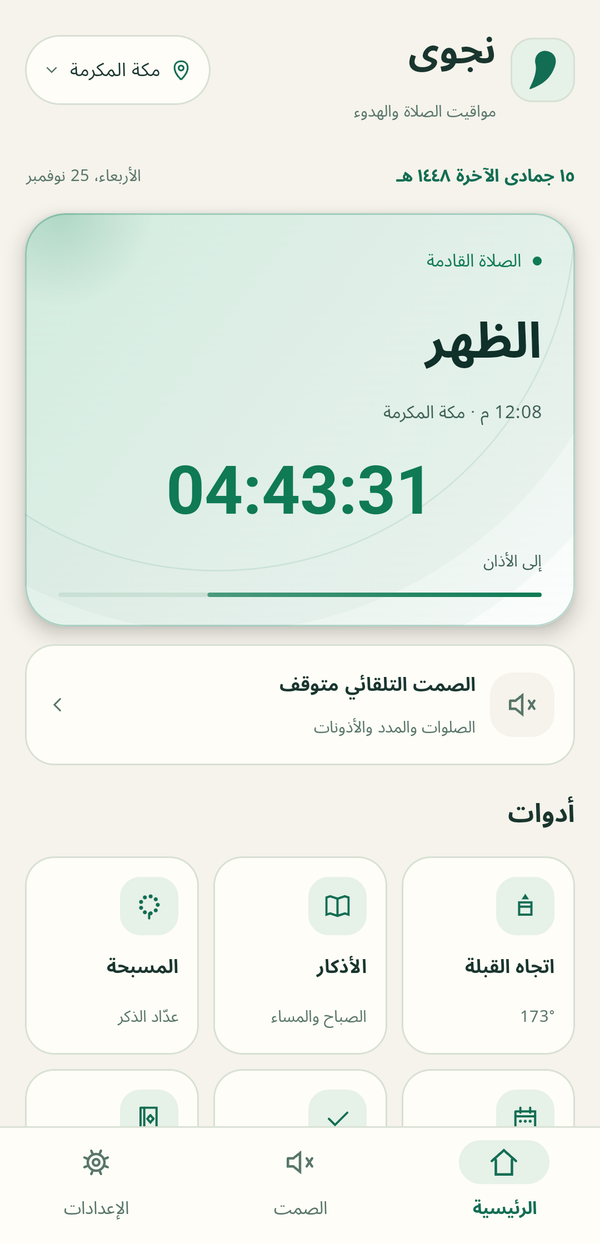 نجوى
مواقيت الصلاة والهدوء
مكة المكرمة
١٥ جمادى الآخرة ١٤٤٨ هـ
الأربعاء، 25 نوفمبر
الصلاة القادمة
الظهر
12:08 م · مكة المكرمة
04:43:31
إلى الأذان
الصمت التلقائي متوقف
الصلوات والمدد والأذونات
أدوات
اتجاه القبلة
173°
الأذكار
الصباح والمساء
المسبحة
عدّاد الذكر
الرئيسية
الصمت
الإعدادات